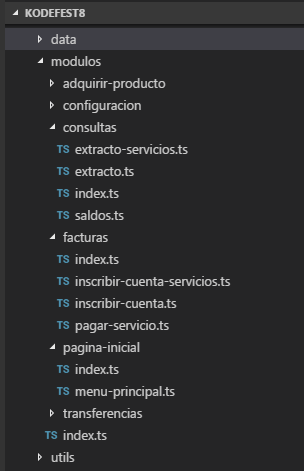 KODEFEST8
data
modulos
adquirir-producto
configuracion
consultas
TS extracto-servicios.ts
TS extracto.ts
TS index.ts
TS saldos.ts
facturas
TS index.ts
TS inscribir-cuenta-servicios.ts
TS inscribir-cuenta.ts
TS pagar-servicio.ts
pagina-inicial
TS index.ts
TS menu-principal.ts
transferencias
TS index.ts
utils